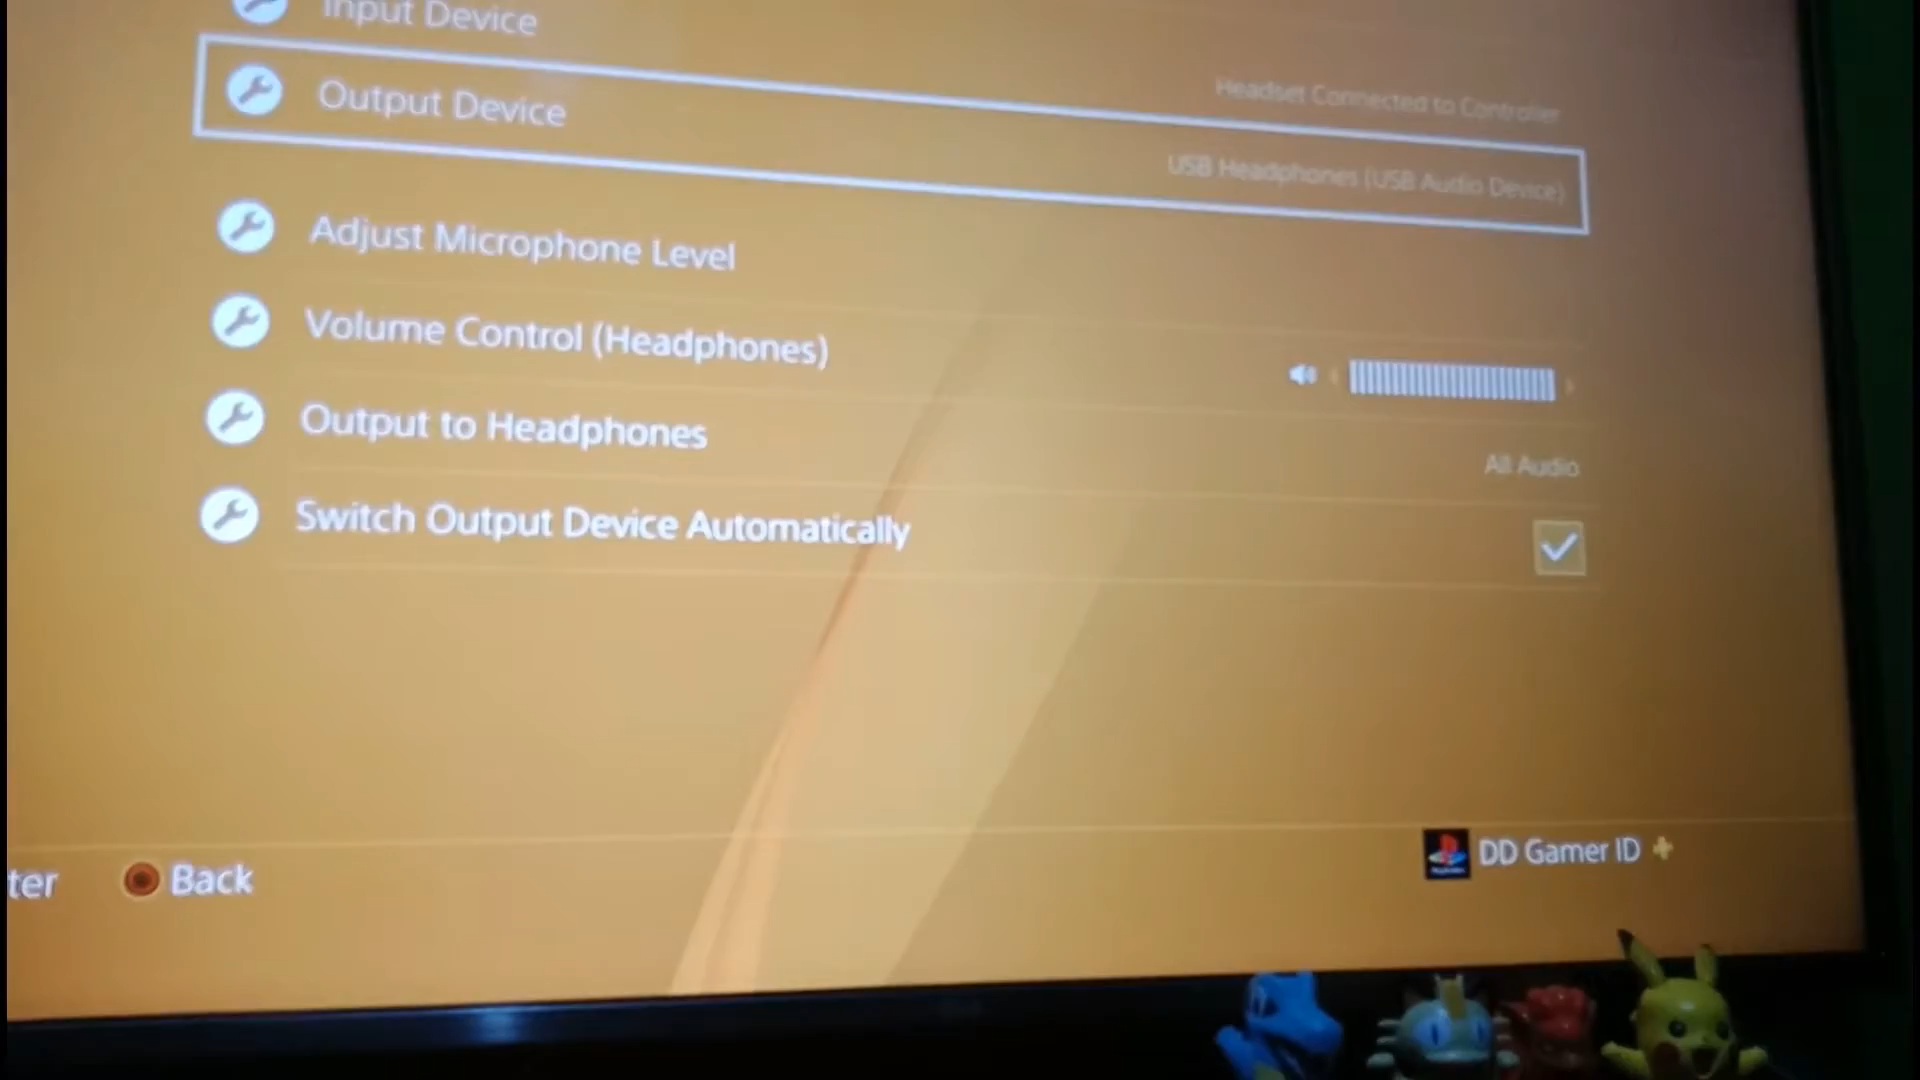 Input Device
Headset Connected to Controller
Output Device
USB Headphones (USB Audio Device)
Adjust Microphone Level
Volume Control (Headphones)
Output to Headphones
All Audio
Switch Output Device Automatically
ter
Back
DD Gamer ID